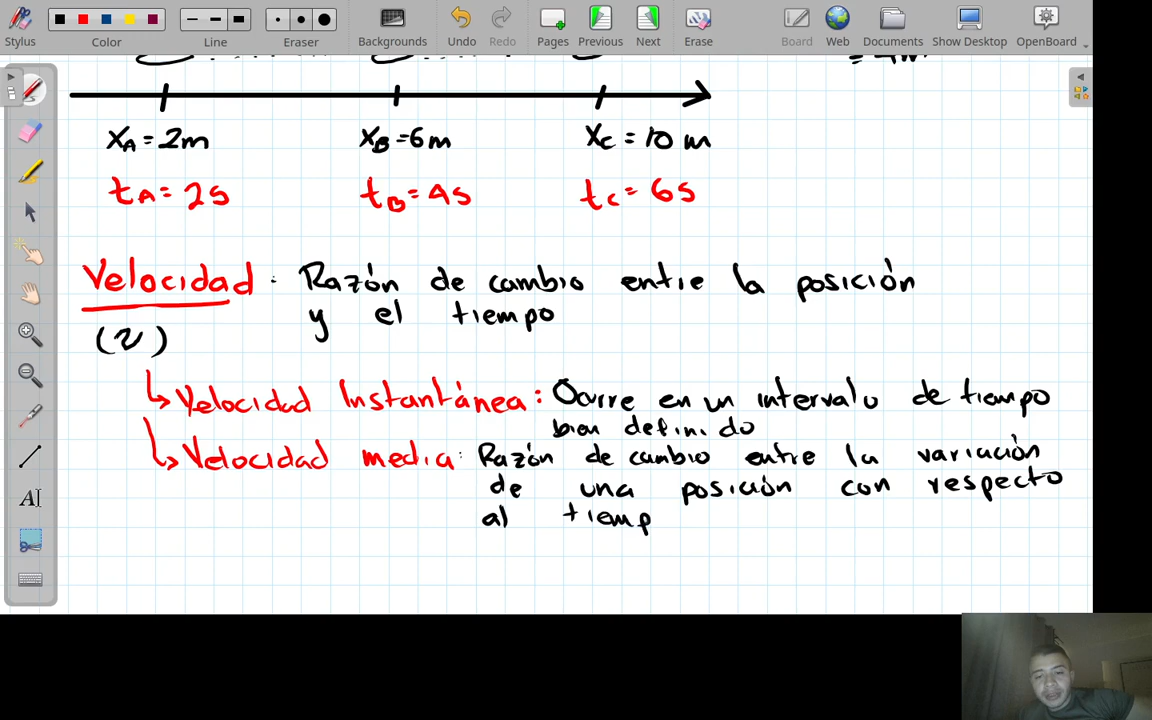 Stylus Color Line Eraser Backgrounds Undo Redo Pages Previous Next Erase Board Web Documents Show Desktop OpenBoard
xA = 2m xB = 6m xC = 10 m
tA = 2s tB = 4s tC = 6s
Velocidad : Razón de cambio entre la posición
y el tiempo
(v)
↳ Velocidad Instantánea: Ocurre en un intervalo de tiempo
bien definido
↳ Velocidad media: Razón de cambio entre la variación
de una posición con respecto
al tiemp